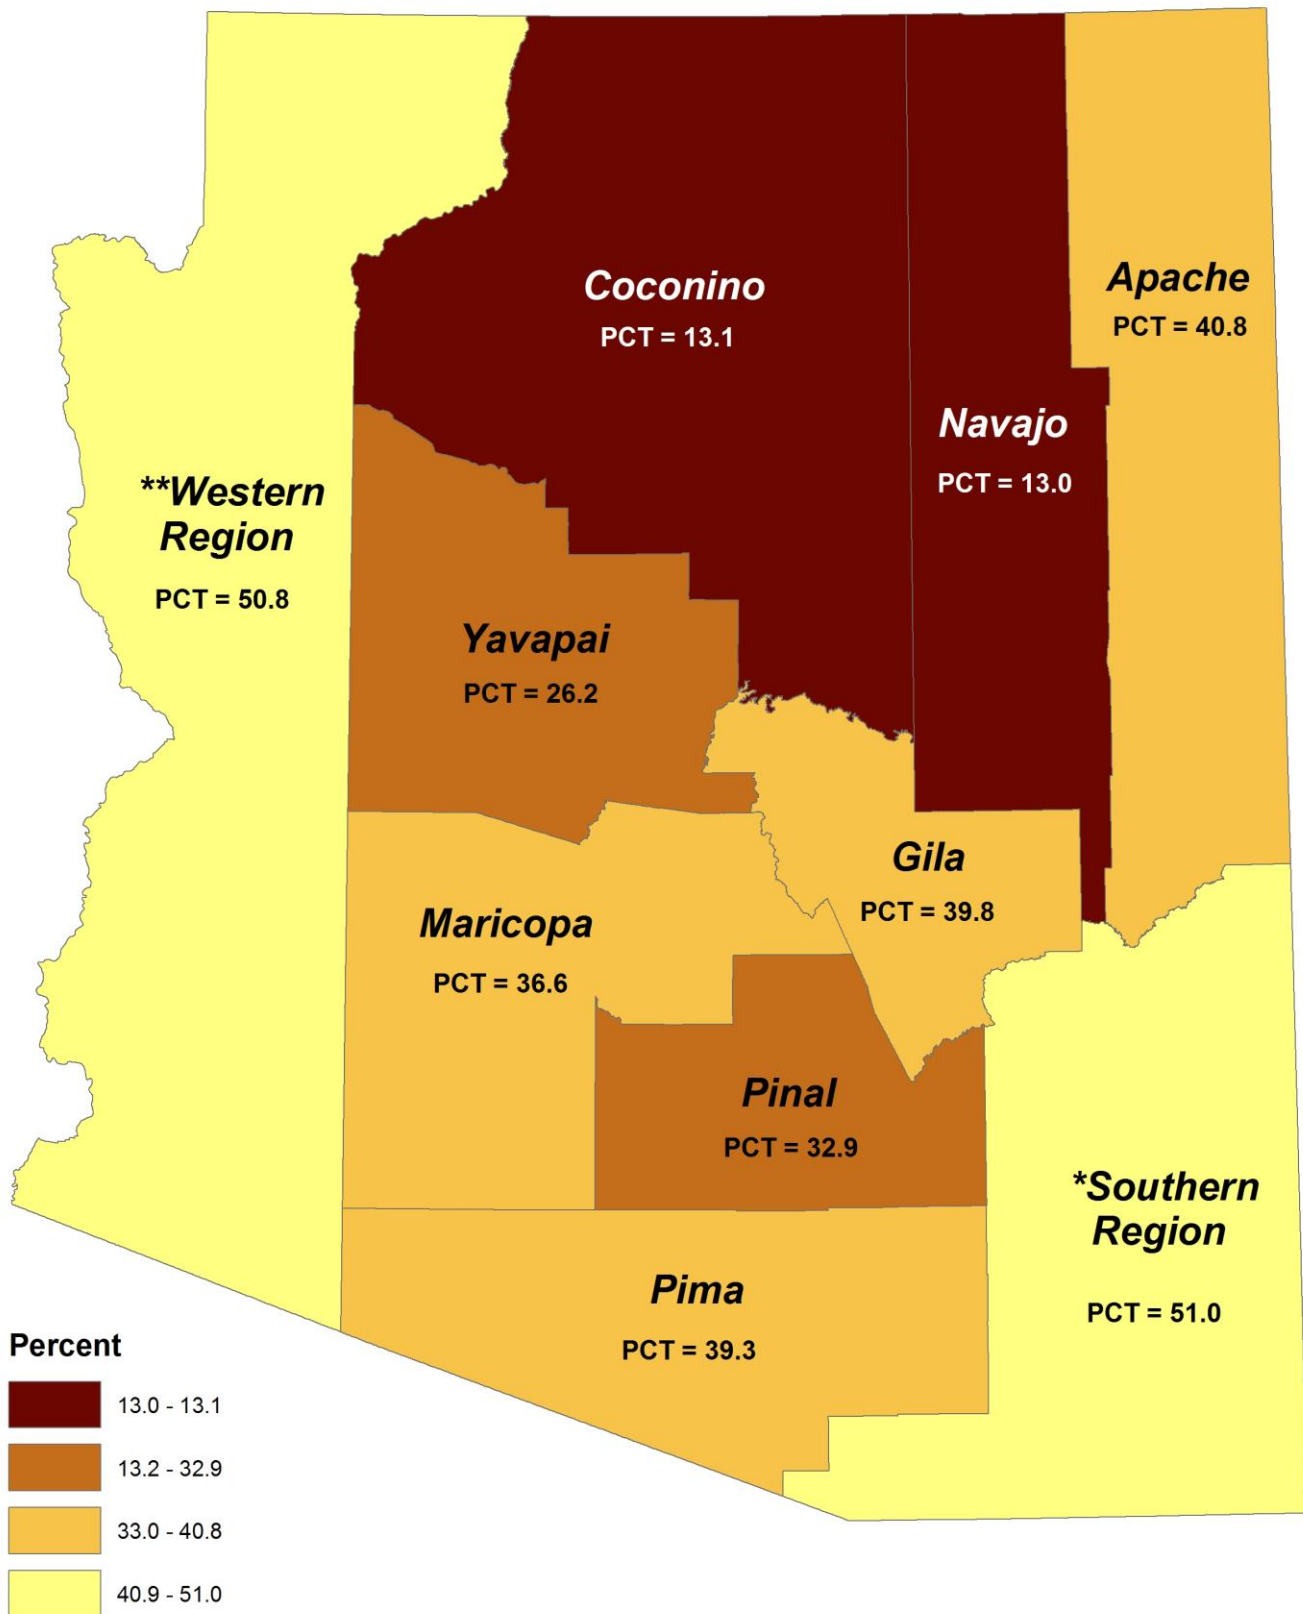 Coconino
PCT = 13.1
Apache
PCT = 40.8
Navajo
PCT = 13.0
**Western
Region
PCT = 50.8
Yavapai
PCT = 26.2
Gila
PCT = 39.8
Maricopa
PCT = 36.6
Pinal
PCT = 32.9
*Southern
Region
PCT = 51.0
Pima
PCT = 39.3
Percent
13.0 - 13.1
13.2 - 32.9
33.0 - 40.8
40.9 - 51.0